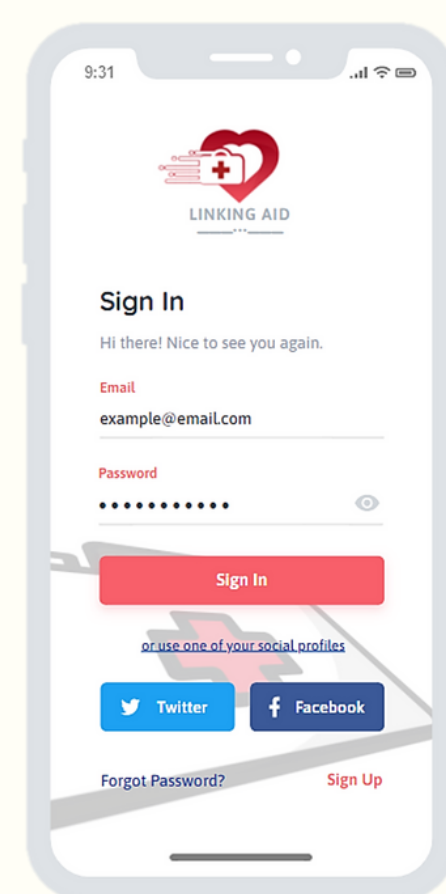 9:31
LINKING AID
Sign In
Hi there! Nice to see you again.
Email
example@email.com
Password
•••••••••••
Sign In
or use one of your social profiles
Twitter Facebook
Forgot Password? Sign Up